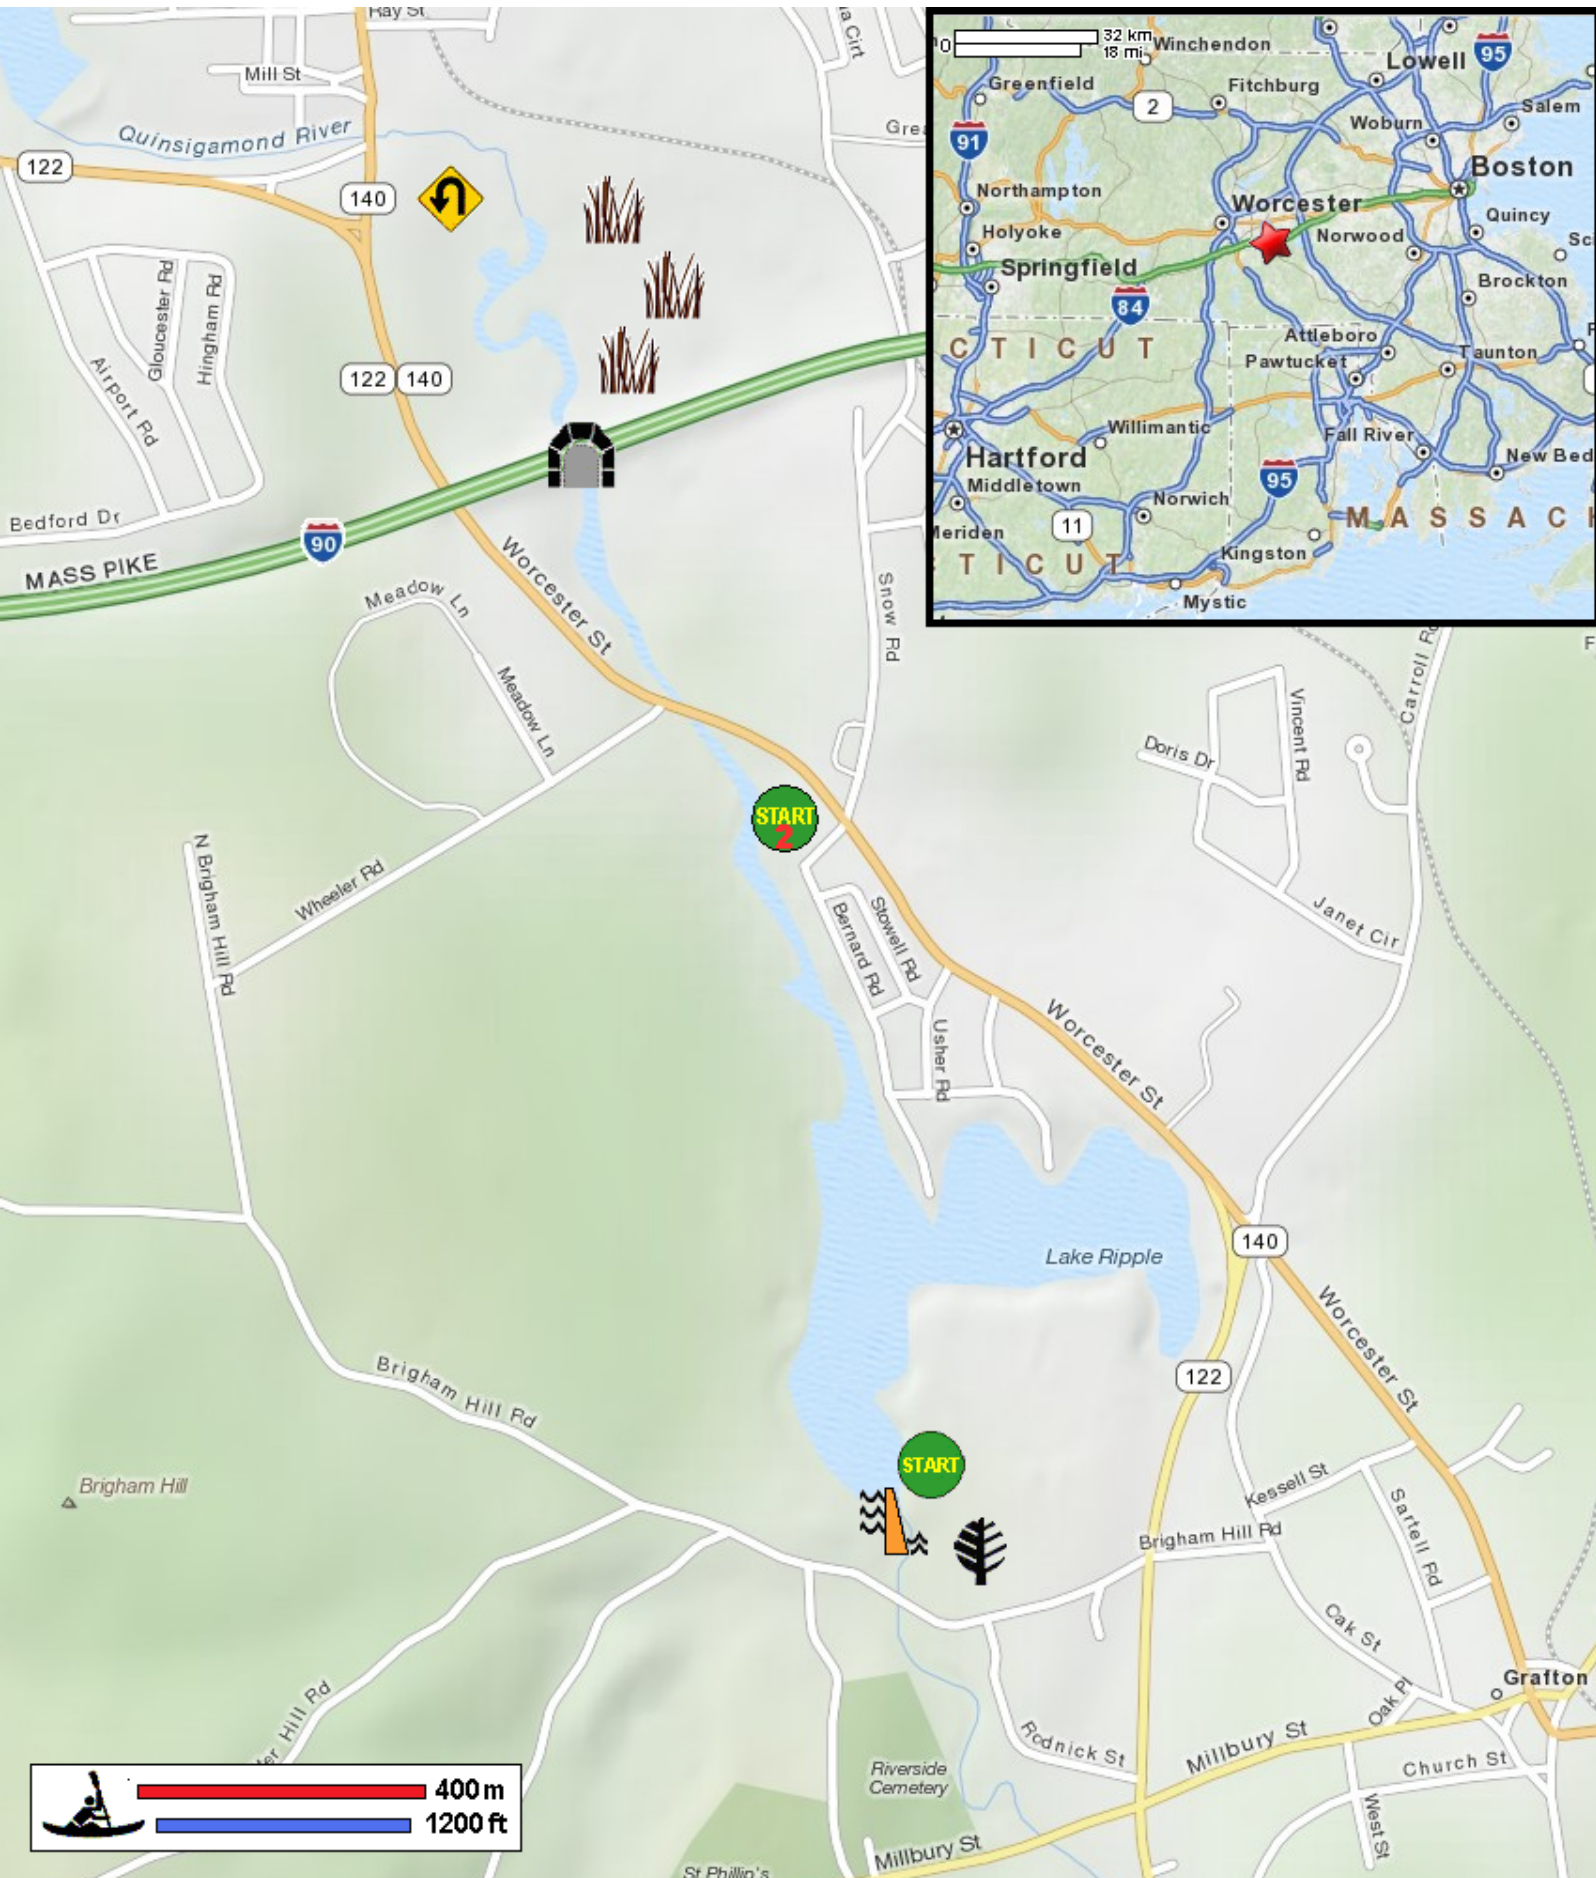 Ray St
Mill St
Quinsigamond River
122
140
Gloucester Rd
Hingham Rd
Airport Rd
122
140
Bedford Dr
MASS PIKE
90
Meadow Ln
Meadow Ln
Worcester St
Snow Rd
START
2
Wheeler Rd
N Brigham Hill Rd
Bernard Rd
Stowell Rd
Usher Rd
Worcester St
Doris Dr
Vincent Rd
Carroll Rd
Janet Cir
Lake Ripple
140
Worcester St
122
Brigham Hill Rd
Brigham Hill
START
Kessell St
Brigham Hill Rd
Sartell Rd
Oak St
Oak Pl
Grafton
Hill Rd
Rodnick St
Millbury St
Church St
West St
Riverside
Cemetery
Millbury St
St Phillip's
400 m
1200 ft
0
32 km
18 mi
Winchendon
Lowell
95
Greenfield
Fitchburg
2
Salem
Woburn
91
Boston
Northampton
Worcester
Quincy
Holyoke
Norwood
Springfield
Brockton
84
CTICUT
Attleboro
Pawtucket
Taunton
Willimantic
Fall River
Hartford
New Bed
Middletown
95
Norwich
Meriden
11
MASSACH
Kingston
TICUT
Mystic